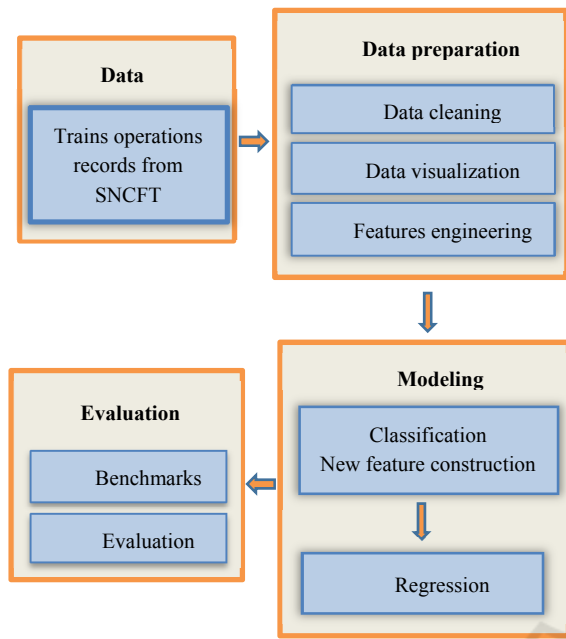 Data
Trains operations
records from
SNCFT
Data preparation
Data cleaning
Data visualization
Features engineering
Modeling
Classification
New feature construction
Regression
Evaluation
Benchmarks
Evaluation